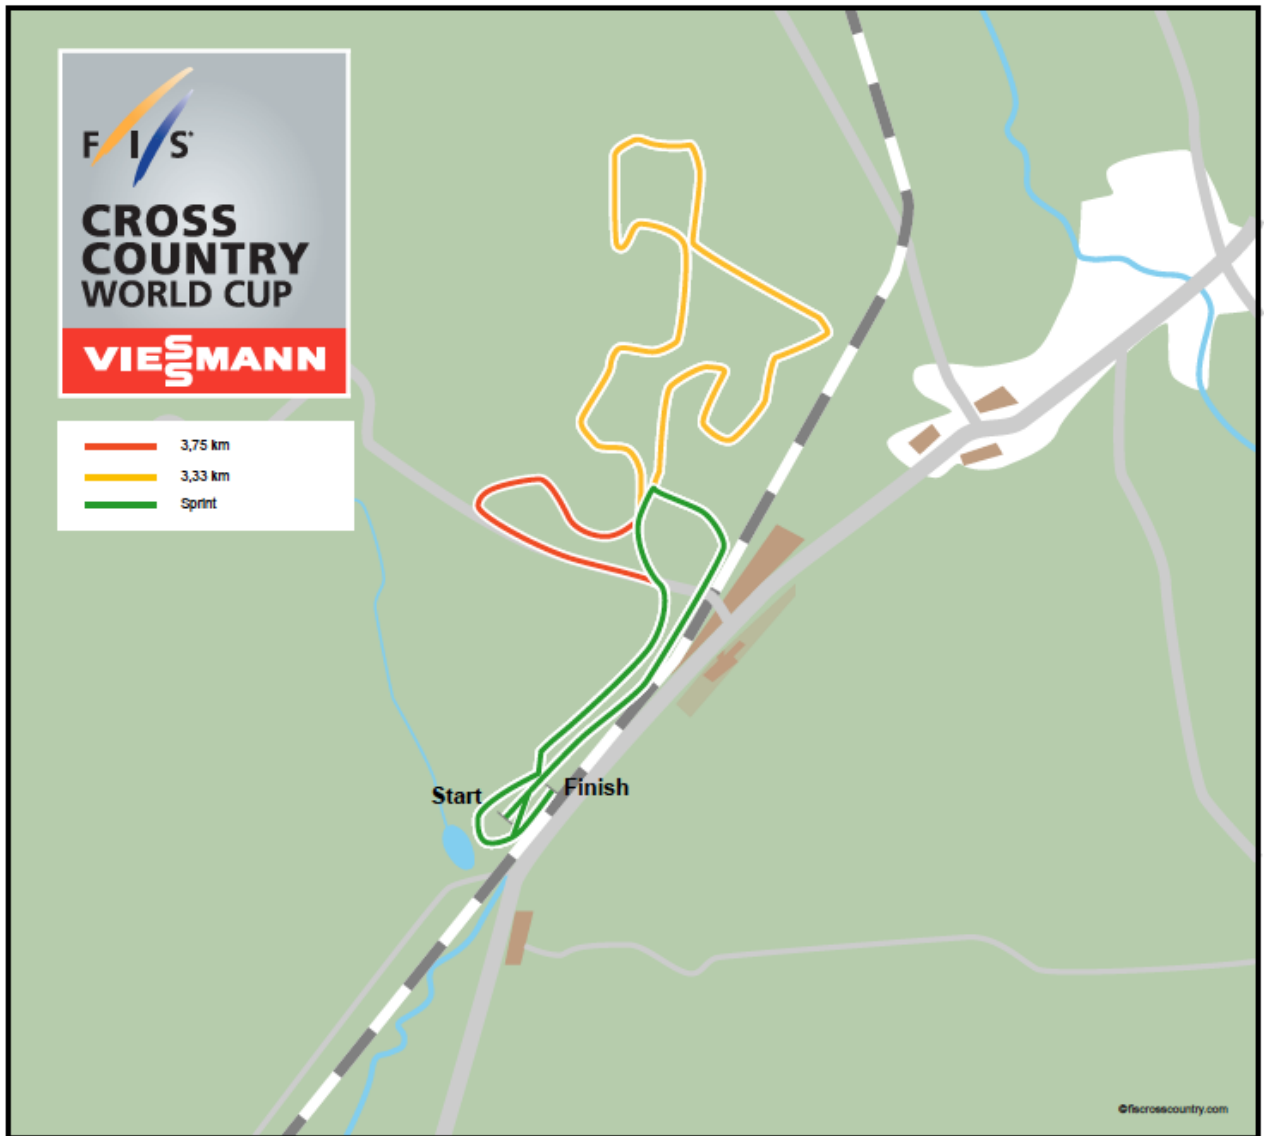 FIS*
CROSS
COUNTRY
WORLD CUP
VIESSMANN
3,75 km
3,33 km
Sprint
Start
Finish
©fiscrosscountry.com